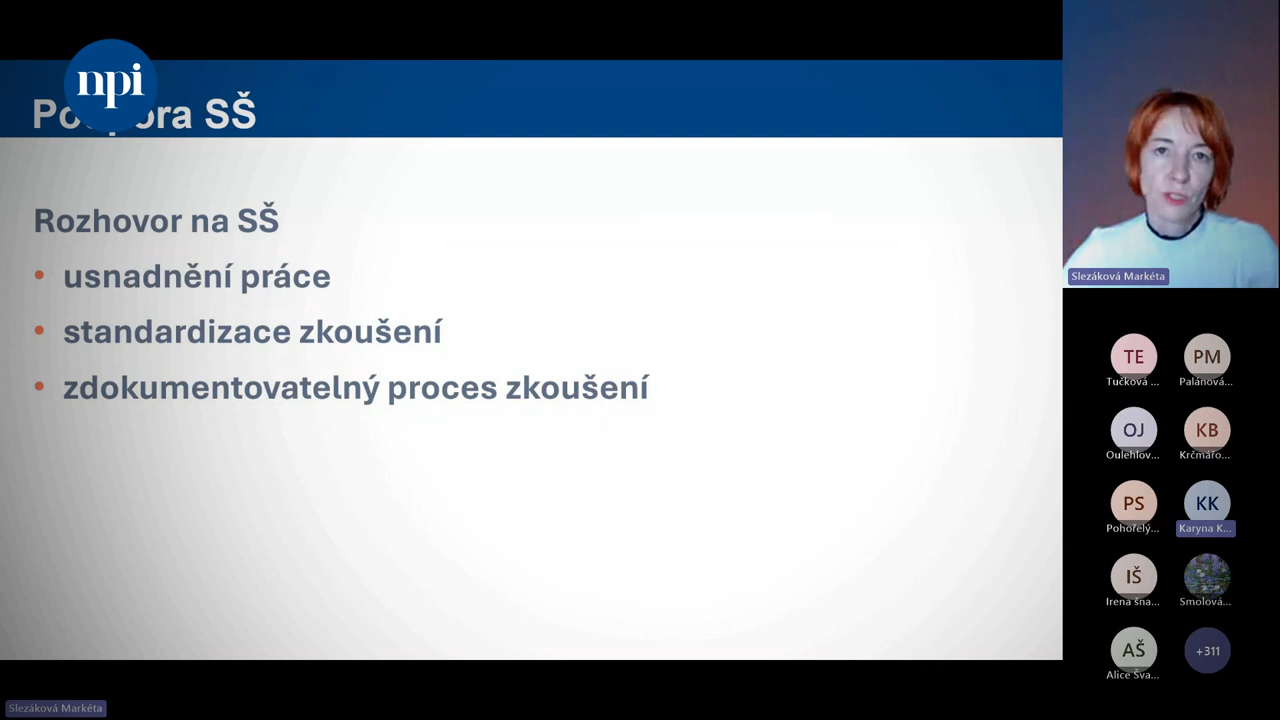 npi
Podpora SŠ
Rozhovor na SŠ
• usnadnění práce
• standardizace zkoušení
• zdokumentovatelný proces zkoušení
Slezáková Markéta
TE
PM
Tučková ...
Palánová...
OJ
KB
Oulehlov...
Krčmářo...
PS
KK
Pohořelý...
Karyna K...
IŠ
Irena šna...
Smolová...
AŠ
+311
Alice Šva...
Slezáková Markéta